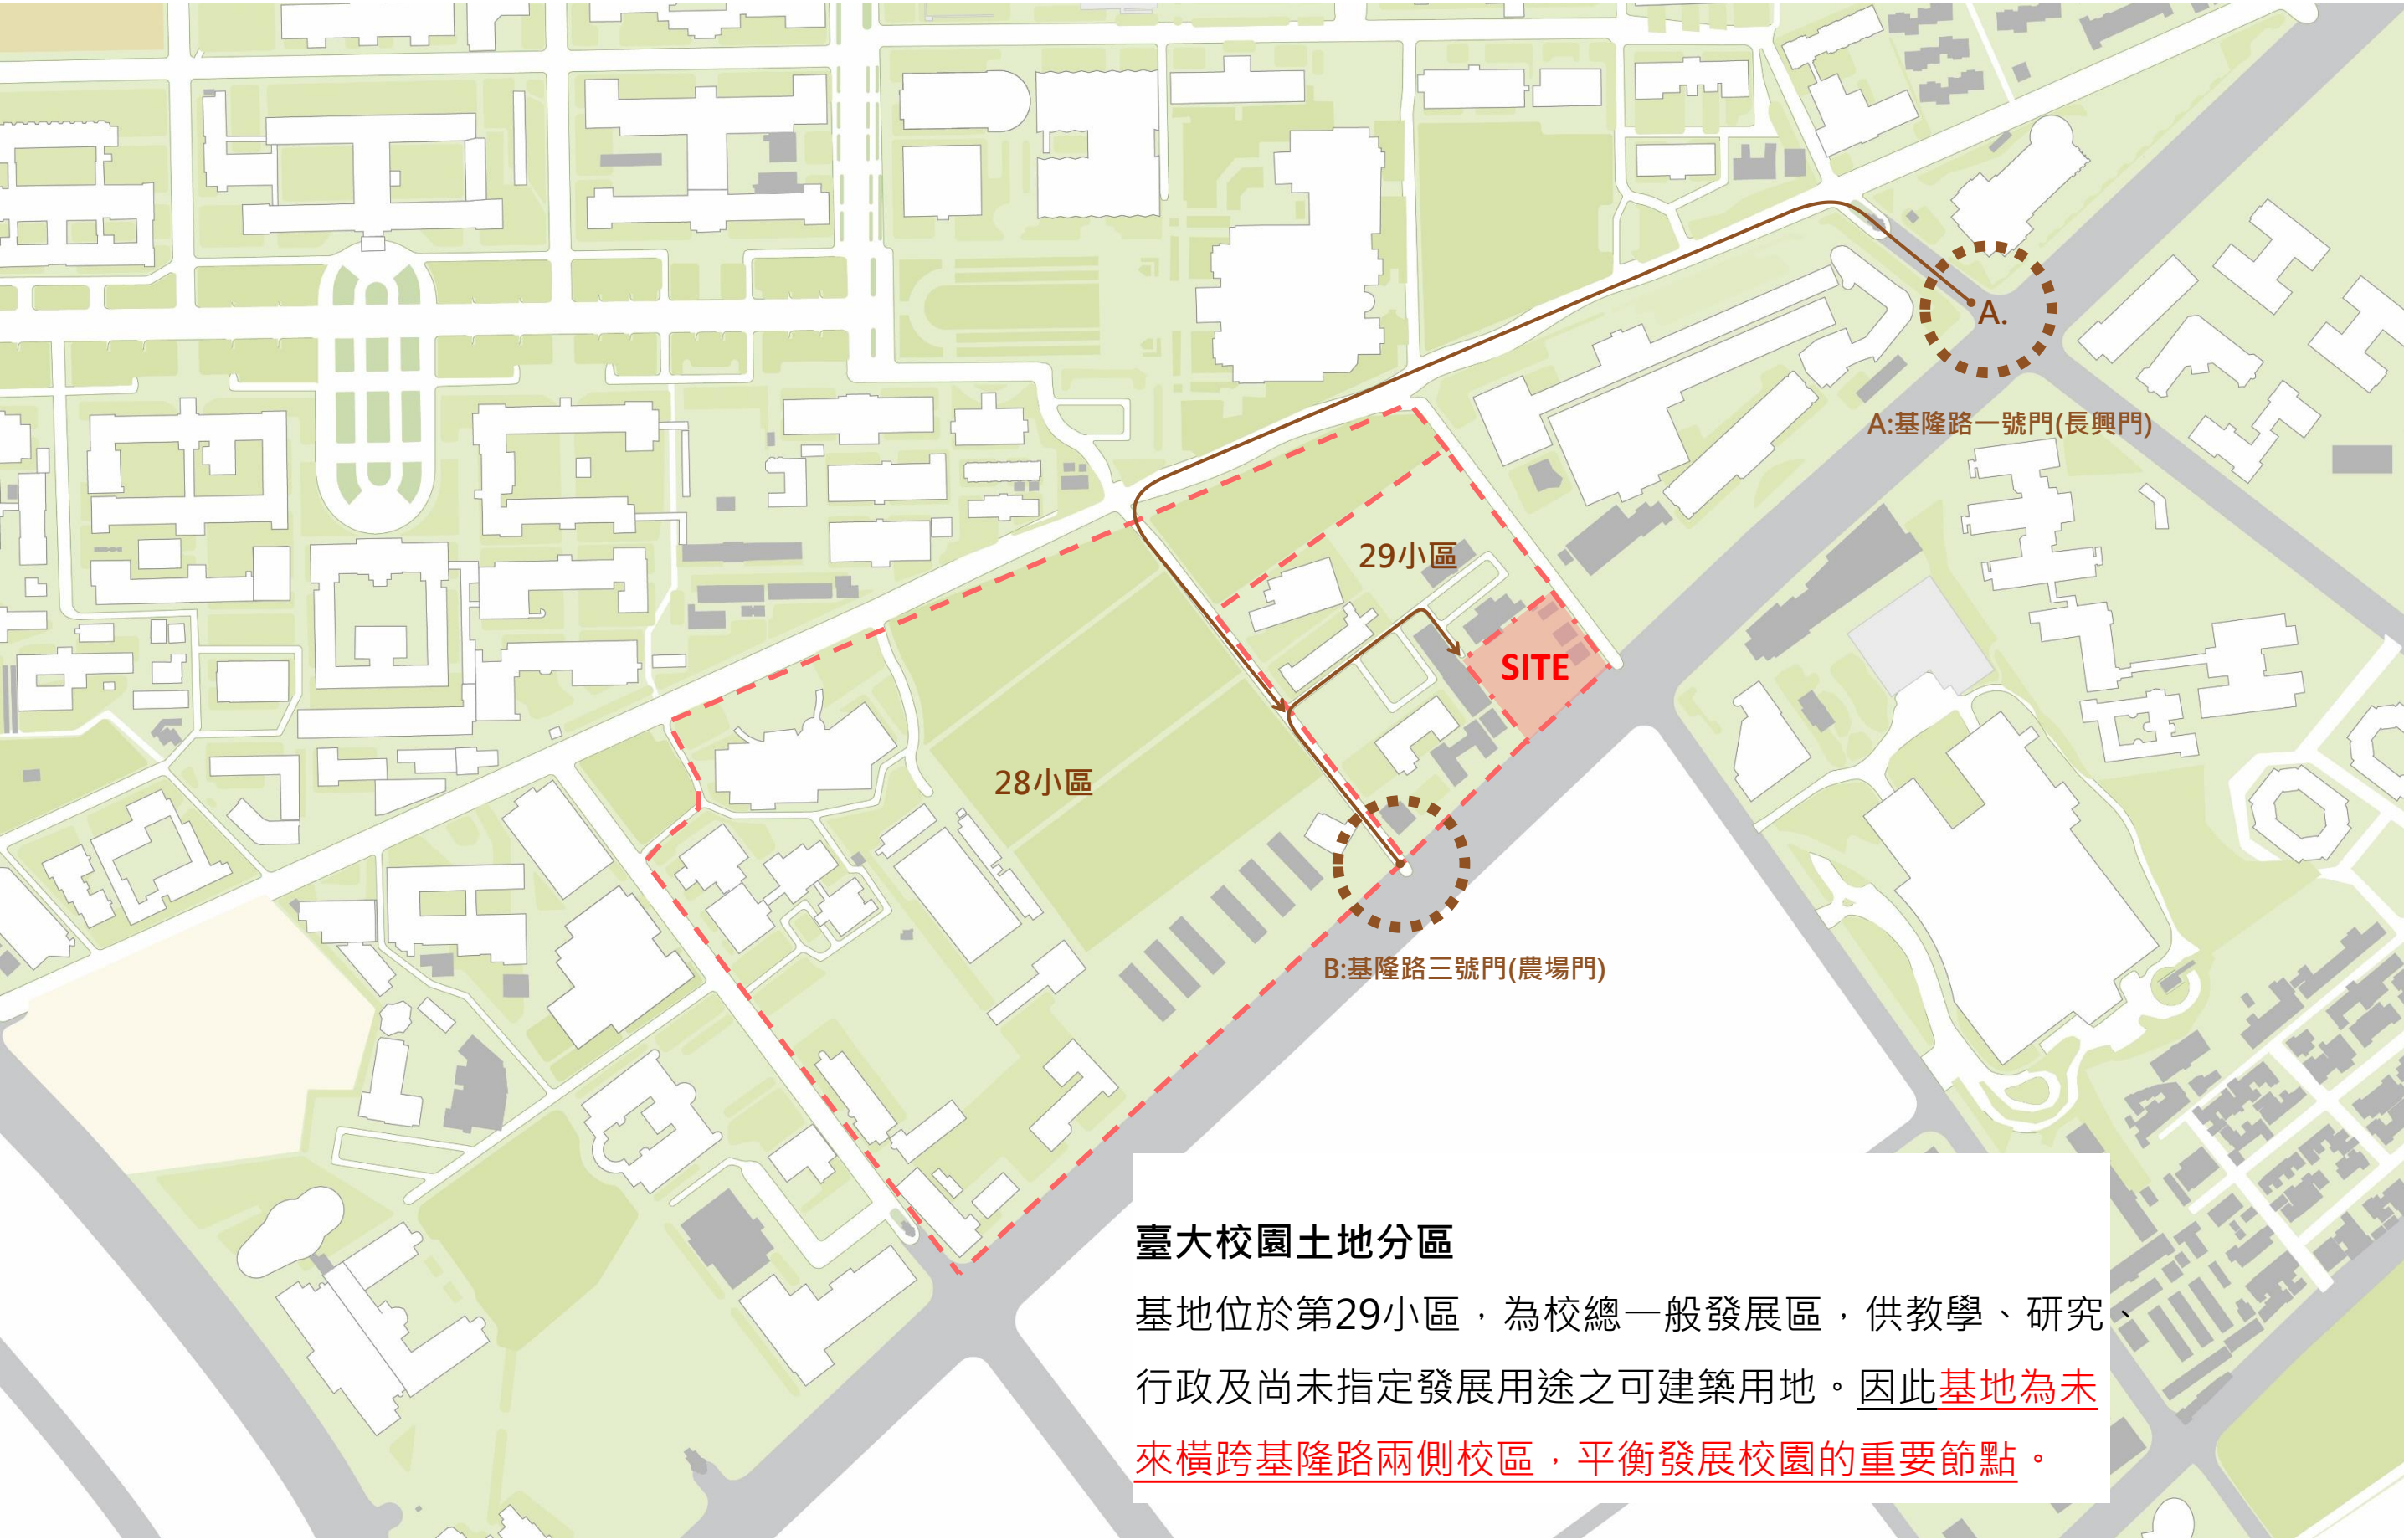 A.
A:基隆路一號門(長興門)
29小區
SITE
28小區
B:基隆路三號門(農場門)
臺大校園土地分區
基地位於第29小區，為校總一般發展區，供教學、研究、
行政及尚未指定發展用途之可建築用地。因此基地為未
來橫跨基隆路兩側校區，平衡發展校園的重要節點。